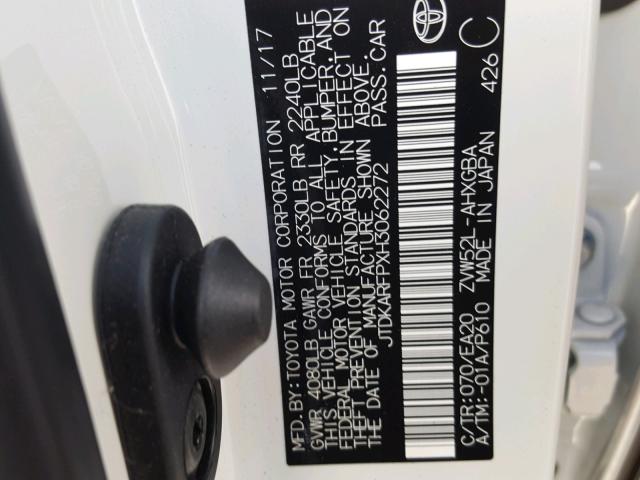 MFD.BY:TOYOTA MOTOR CORPORATION 11/17
GVWR 4080LB GAWR FR 2330LB RR 2240LB
THIS VEHICLE CONFORMS TO ALL APPLICABLE
FEDERAL MOTOR VEHICLE SAFETY,BUMPER,AND
THEFT PREVENTION STANDARDS IN EFFECT ON
THE DATE OF MANUFACTURE SHOWN ABOVE.
JTDKARFPXH3062272 PASS.CAR
C/TR:070/EA20 ZVW52L-AHXGBA
A/TM:-01A/P610 MADE IN JAPAN 426 C